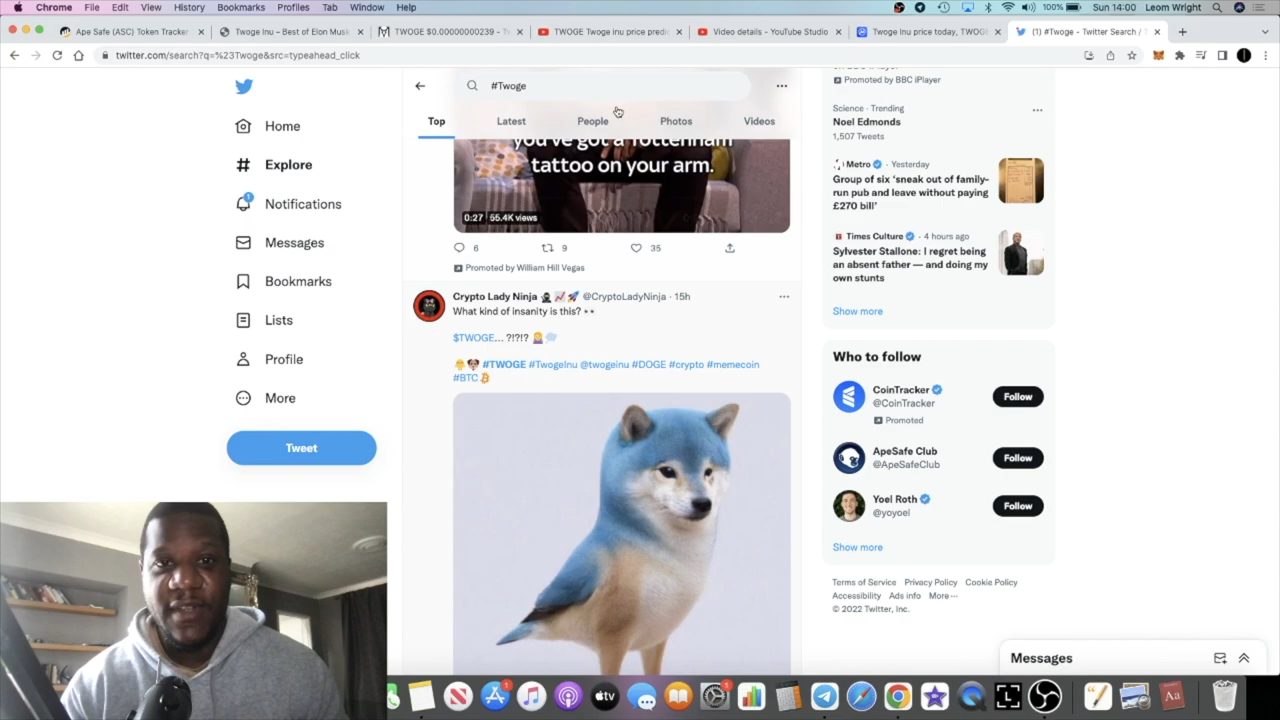 Chrome File Edit View History Bookmarks Profiles Tab Window Help
100% Sun 14:00 Leom Wright
Ape Safe (ASC) Token Tracker
Twoge Inu – Best of Elon Musk
TWOGE $0.00000000239 - Tw
TWOGE Twoge inu price predic
Video details - YouTube Studio
Twoge Inu price today, TWOGE
(1) #Twoge - Twitter Search / T
twitter.com/search?q=%23Twoge&src=typeahead_click
Home
Explore
1
Notifications
Messages
Bookmarks
Lists
Profile
More
Tweet
#Twoge
Top Latest People Photos Videos
you've got a Tottenham
tattoo on your arm.
0:27 55.4K views
6 9 35
Promoted by William Hill Vegas
Crypto Lady Ninja 🥷 📈 🚀 @CryptoLadyNinja · 15h
What kind of insanity is this? 👀
$TWOGE... ?!?!?
#TWOGE #TwogeInu @twogeinu #DOGE #crypto #memecoin
#BTC
Promoted by BBC iPlayer
Science · Trending
Noel Edmonds
1,507 Tweets
Metro · Yesterday
Group of six 'sneak out of family-
run pub and leave without paying
£270 bill'
Times Culture · 4 hours ago
Sylvester Stallone: I regret being
an absent father — and doing my
own stunts
Show more
Who to follow
CoinTracker
@CoinTracker
Promoted
Follow
ApeSafe Club
@ApeSafeClub
Follow
Yoel Roth
@yoyoel
Follow
Show more
Terms of Service Privacy Policy Cookie Policy
Accessibility Ads info More ···
© 2022 Twitter, Inc.
Messages
tv
1
1
Aa